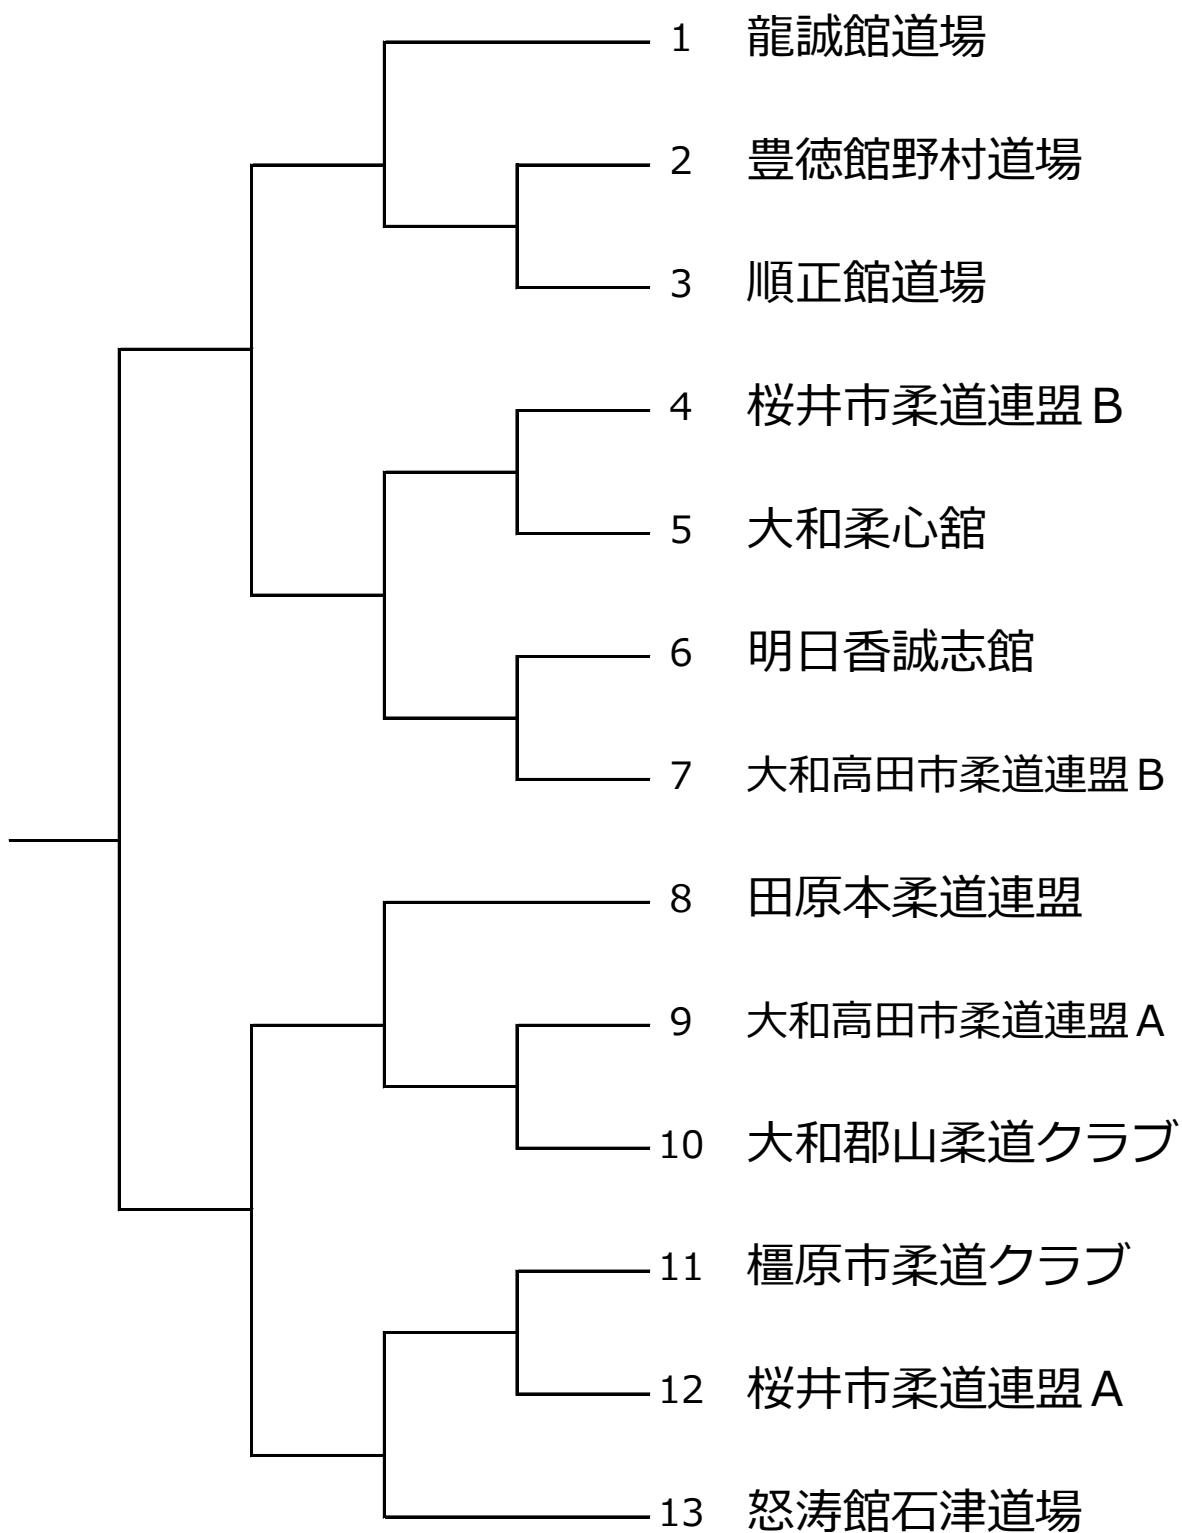 1 龍誠館道場
2 豊徳館野村道場
3 順正館道場
4 桜井市柔道連盟B
5 大和柔心舘
6 明日香誠志館
7 大和高田市柔道連盟B
8 田原本柔道連盟
9 大和高田市柔道連盟A
10 大和郡山柔道クラブ
11 橿原市柔道クラブ
12 桜井市柔道連盟A
13 怒涛館石津道場